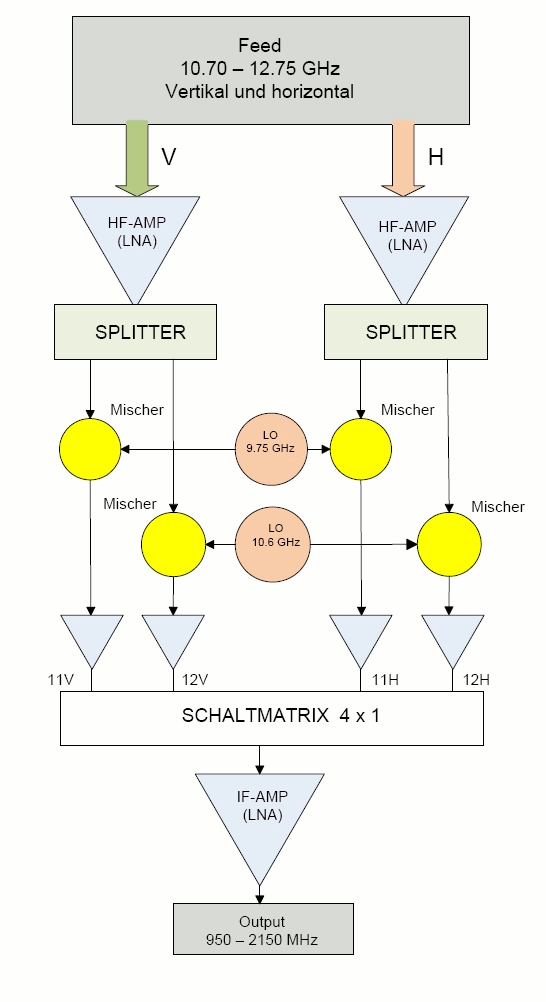 Feed
10.70 – 12.75 GHz
Vertikal und horizontal
V
H
HF-AMP
(LNA)
HF-AMP
(LNA)
SPLITTER
SPLITTER
Mischer
Mischer
LO
9.75 GHz
Mischer
Mischer
LO
10.6 GHz
11V
12V
11H
12H
SCHALTMATRIX 4 x 1
IF-AMP
(LNA)
Output
950 – 2150 MHz